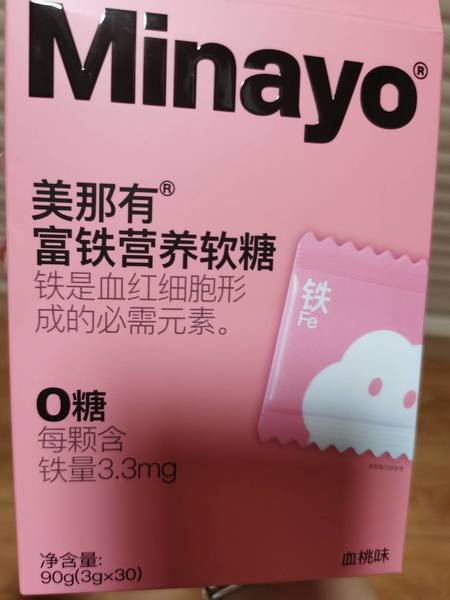 Minayo®
美那有®
富铁营养软糖
铁是血红细胞形
成的必需元素。
铁
Fe
0糖
每颗含
铁量3.3mg
净含量:
90g(3g×30)
血桃味